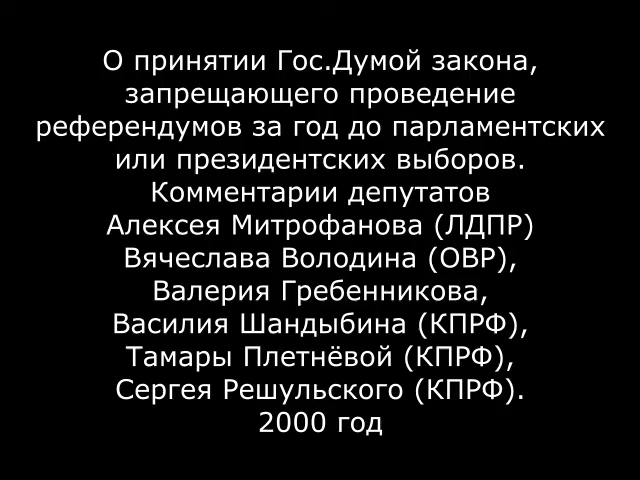 О принятии Гос.Думой закона,
запрещающего проведение
референдумов за год до парламентских
или президентских выборов.
Комментарии депутатов
Алексея Митрофанова (ЛДПР)
Вячеслава Володина (ОВР),
Валерия Гребенникова,
Василия Шандыбина (КПРФ),
Тамары Плетнёвой (КПРФ),
Сергея Решульского (КПРФ).
2000 год